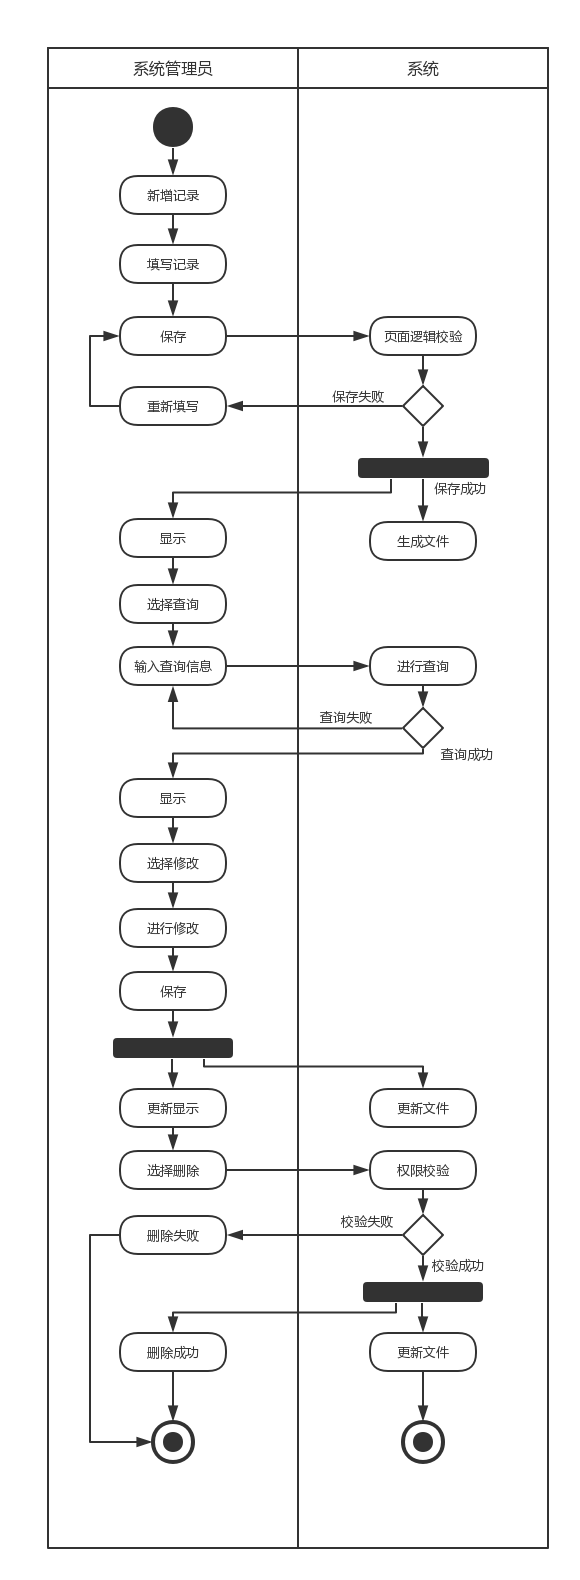 系统管理员
系统
新增记录
填写记录
保存
页面逻辑校验
保存失败
重新填写
保存成功
显示
生成文件
选择查询
输入查询信息
进行查询
查询失败
查询成功
显示
选择修改
进行修改
保存
更新显示
更新文件
选择删除
权限校验
校验失败
删除失败
校验成功
删除成功
更新文件